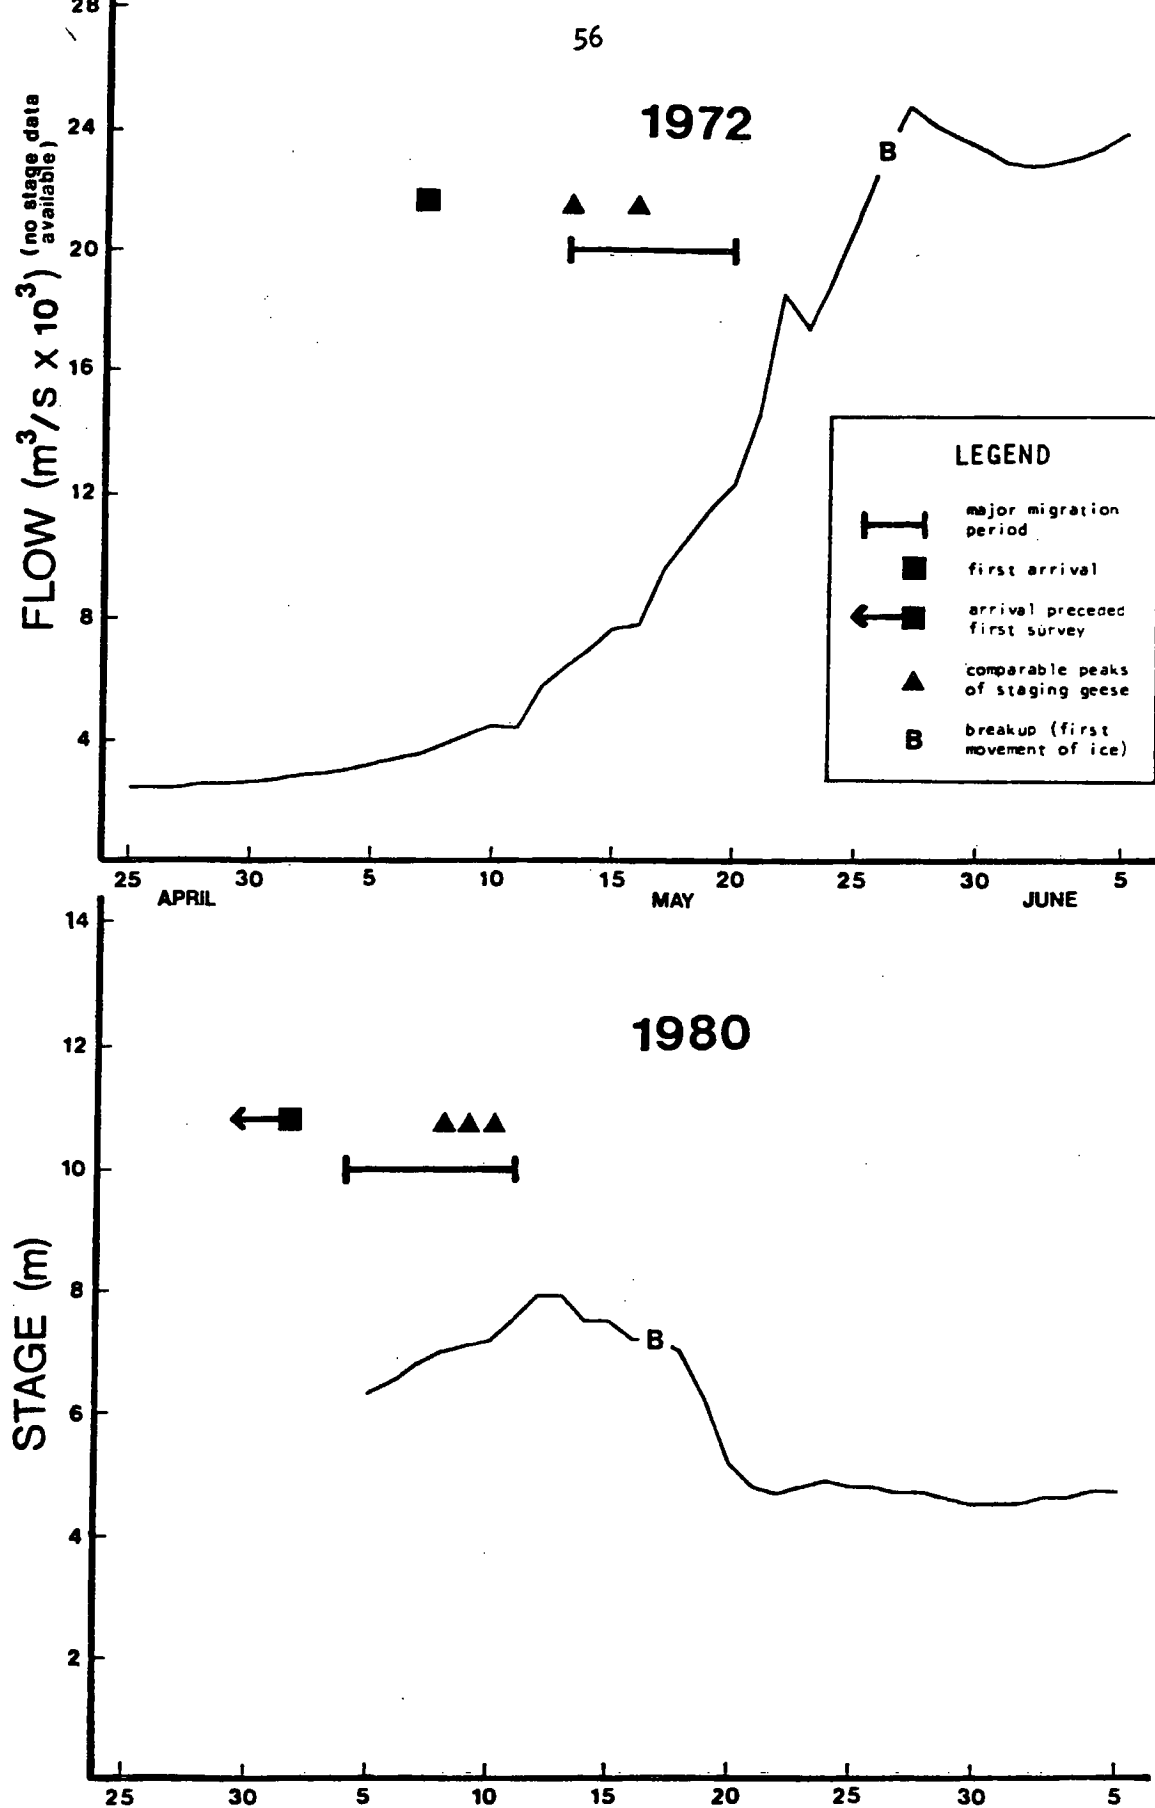 56
1972
28
24
20
16
12
8
4
FLOW (m³/s x 10³) (no stage data
available)
LEGEND
major migration
period
first arrival
arrival preceded
first survey
comparable peaks
of staging geese
B
breakup (first
movement of ice)
B
25 30 5 10 15 20 25 30 5
APRIL MAY JUNE
1980
14
12
10
8
6
4
2
STAGE (m)
B
25 30 5 10 15 20 25 30 5